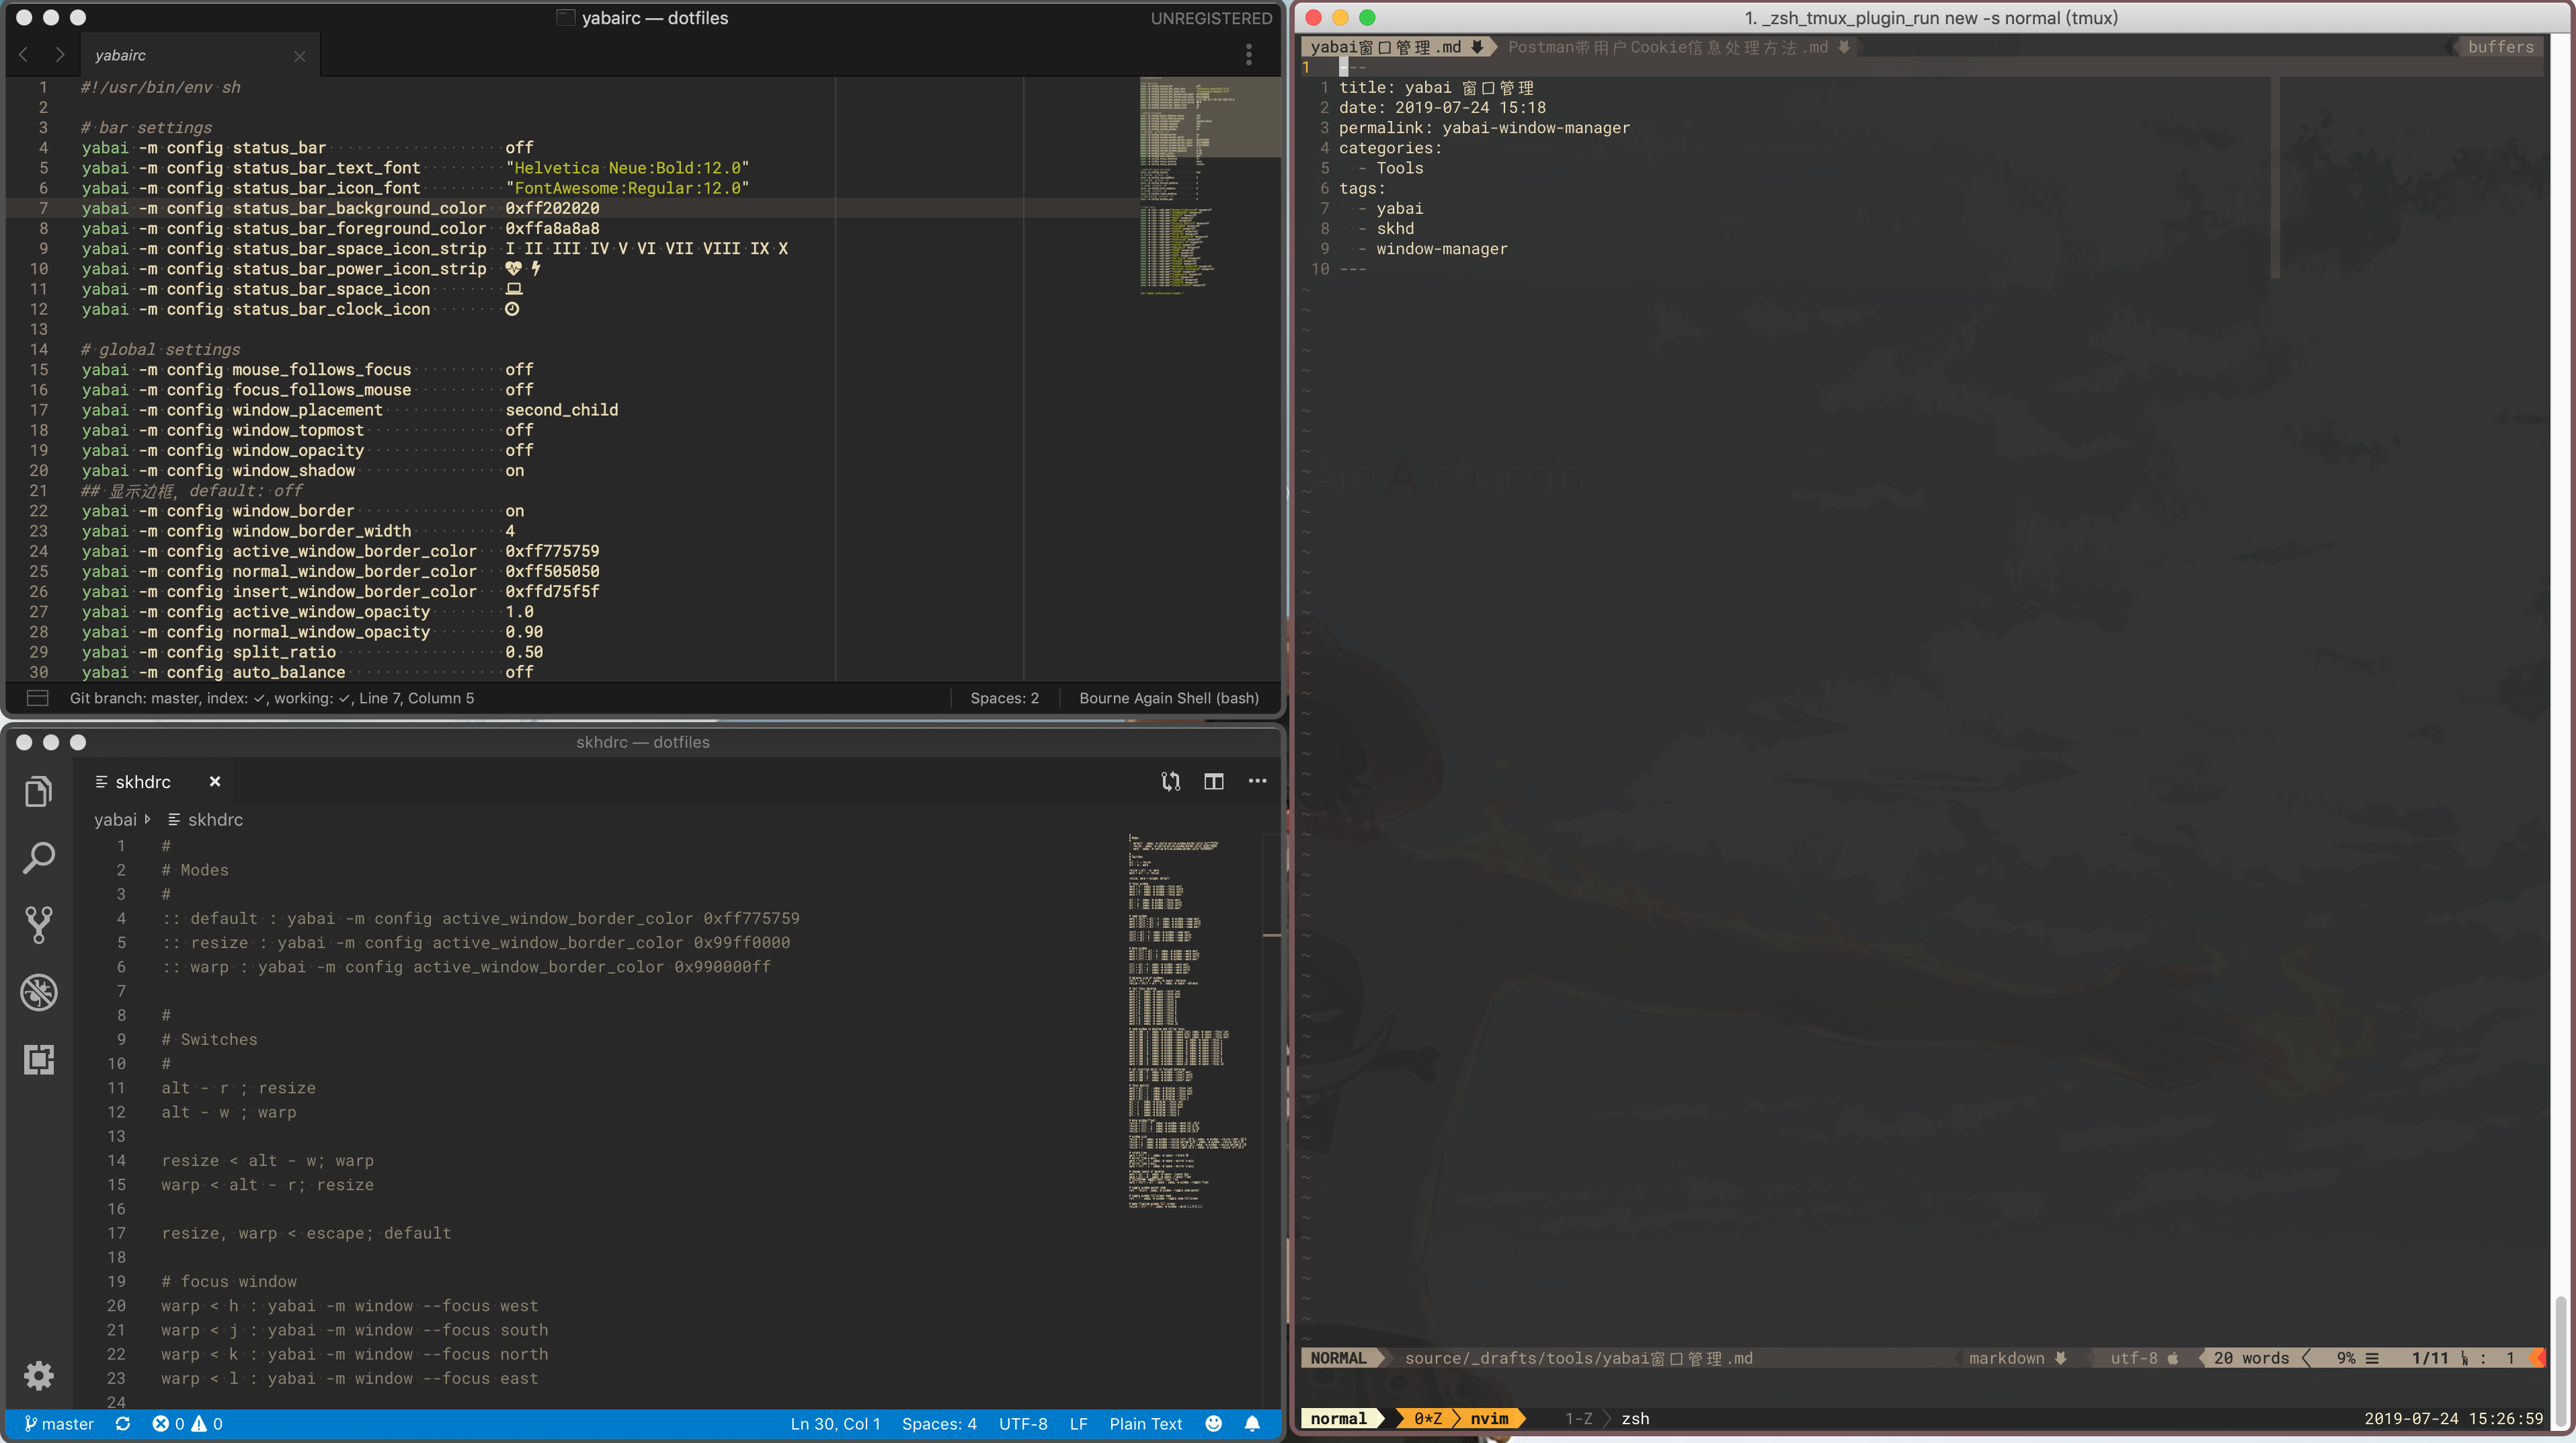 yabairc — dotfiles
UNREGISTERED
yabairc
1 #!/usr/bin/env sh
2
3 # bar settings
4 yabai -m config status_bar off
5 yabai -m config status_bar_text_font "Helvetica Neue:Bold:12.0"
6 yabai -m config status_bar_icon_font "FontAwesome:Regular:12.0"
7 yabai -m config status_bar_background_color 0xff202020
8 yabai -m config status_bar_foreground_color 0xffa8a8a8
9 yabai -m config status_bar_space_icon_strip I II III IV V VI VII VIII IX X
10 yabai -m config status_bar_power_icon_strip
11 yabai -m config status_bar_space_icon
12 yabai -m config status_bar_clock_icon
13
14 # global settings
15 yabai -m config mouse_follows_focus off
16 yabai -m config focus_follows_mouse off
17 yabai -m config window_placement second_child
18 yabai -m config window_topmost off
19 yabai -m config window_opacity off
20 yabai -m config window_shadow on
21 ## 显示边框, default: off
22 yabai -m config window_border on
23 yabai -m config window_border_width 4
24 yabai -m config active_window_border_color 0xff775759
25 yabai -m config normal_window_border_color 0xff505050
26 yabai -m config insert_window_border_color 0xffd75f5f
27 yabai -m config active_window_opacity 1.0
28 yabai -m config normal_window_opacity 0.90
29 yabai -m config split_ratio 0.50
30 yabai -m config auto_balance off
Git branch: master, index: ✓, working: ✓, Line 7, Column 5 Spaces: 2 Bourne Again Shell (bash)
skhdrc — dotfiles
skhdrc
yabai skhdrc
1 #
2 # Modes
3 #
4 :: default : yabai -m config active_window_border_color 0xff775759
5 :: resize : yabai -m config active_window_border_color 0x99ff0000
6 :: warp : yabai -m config active_window_border_color 0x990000ff
7
8 #
9 # Switches
10 #
11 alt - r ; resize
12 alt - w ; warp
13
14 resize < alt - w; warp
15 warp < alt - r; resize
16
17 resize, warp < escape; default
18
19 # focus window
20 warp < h : yabai -m window --focus west
21 warp < j : yabai -m window --focus south
22 warp < k : yabai -m window --focus north
23 warp < l : yabai -m window --focus east
24
master 0 0 Ln 30, Col 1 Spaces: 4 UTF-8 LF Plain Text
1. _zsh_tmux_plugin_run new -s normal (tmux)
yabai窗口管理.md Postman带用户Cookie信息处理方法.md buffers
1 ---
1 title: yabai 窗口管理
2 date: 2019-07-24 15:18
3 permalink: yabai-window-manager
4 categories:
5 - Tools
6 tags:
7 - yabai
8 - skhd
9 - window-manager
10 ---
Are A changin'
NORMAL source/_drafts/tools/yabai窗口管理.md markdown utf-8 20 words 9% ☰ 1/11 : 1
normal 0*Z nvim 1-Z zsh 2019-07-24 15:26:59